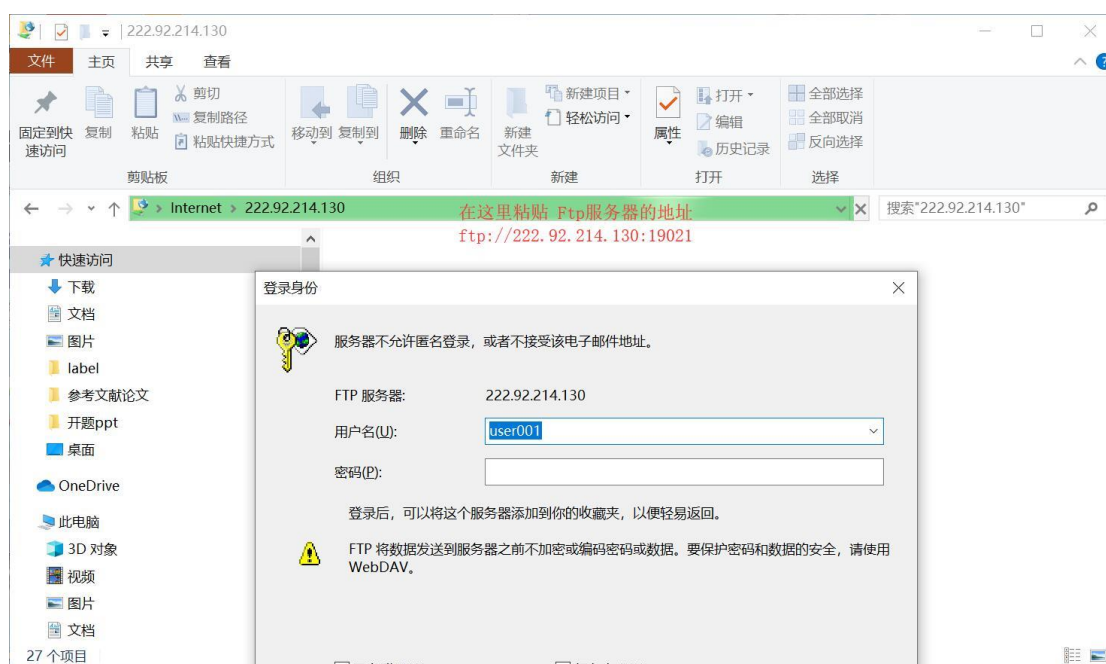 222.92.214.130
文件 主页 共享 查看
固定到快速访问
复制
粘贴
剪切
复制路径
粘贴快捷方式
剪贴板
移动到 复制到 删除 重命名
组织
新建文件夹
新建项目
轻松访问
新建
属性
打开
编辑
历史记录
打开
全部选择
全部取消
反向选择
选择
Internet > 222.92.214.130
在这里粘贴 Ftp服务器的地址
ftp://222.92.214.130:19021
搜索"222.92.214.130"
快速访问
下载
文档
图片
label
参考文献论文
开题ppt
桌面
OneDrive
此电脑
3D 对象
视频
图片
文档
27 个项目
登录身份
服务器不允许匿名登录，或者不接受该电子邮件地址。
FTP 服务器: 222.92.214.130
用户名(U): user001
密码(P):
登录后，可以将这个服务器添加到你的收藏夹，以便轻易返回。
FTP 将数据发送到服务器之前不加密或编码密码或数据。要保护密码和数据的安全，请使用
WebDAV。